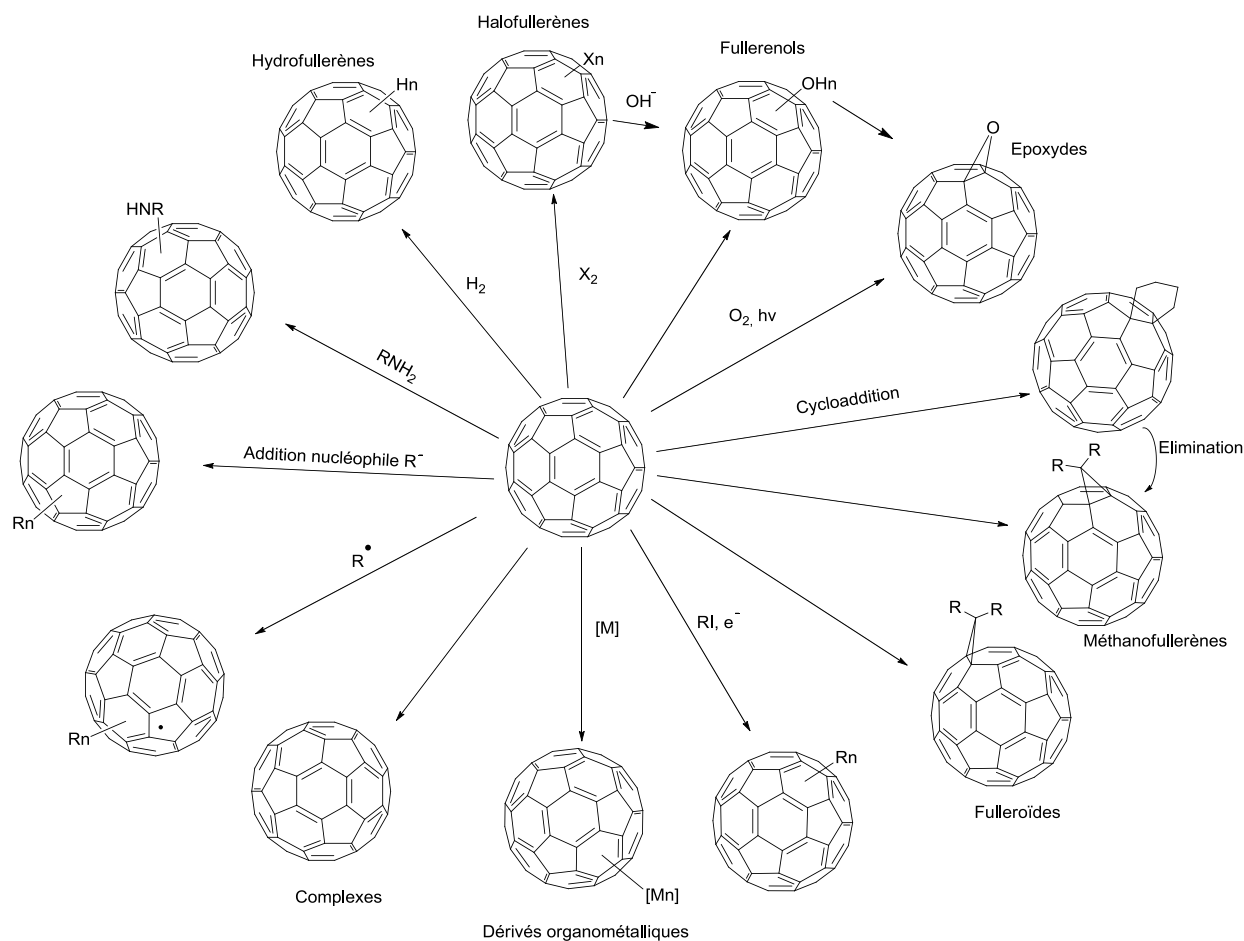 Halofullerènes
Xn
Fullerenols
Hydrofullerènes
Hn
OH⁻
OHn
O
Epoxydes
HNR
H₂
X₂
O₂, hv
RNH₂
Cycloaddition
Addition nucléophile R⁻
Elimination
R
R
Rn
R•
R R
[M]
RI, e⁻
Méthanofullerènes
Rn
•
Rn
Fulleroïdes
Complexes
[Mn]
Dérivés organométalliques